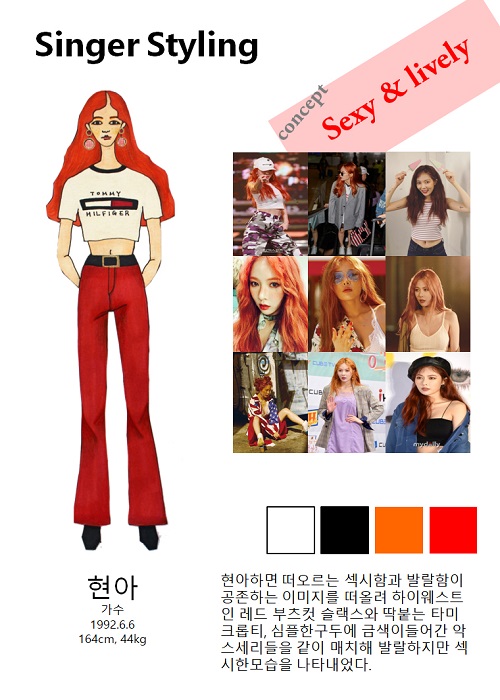 Singer Styling
concept
Sexy & lively
TOMMY
HILFIGER
현아
가수
1992.6.6
164cm, 44kg
현아하면 떠오르는 섹시함과 발랄함이
공존하는 이미지를 떠올려 하이웨스트
인 레드 부츠컷 슬랙스와 딱붙는 타미
크롭티, 심플한구두에 금색이들어간 악
스세리들을 같이 매치해 발랄하지만 섹
시한모습을 나타내었다.
CUBE
mydaily